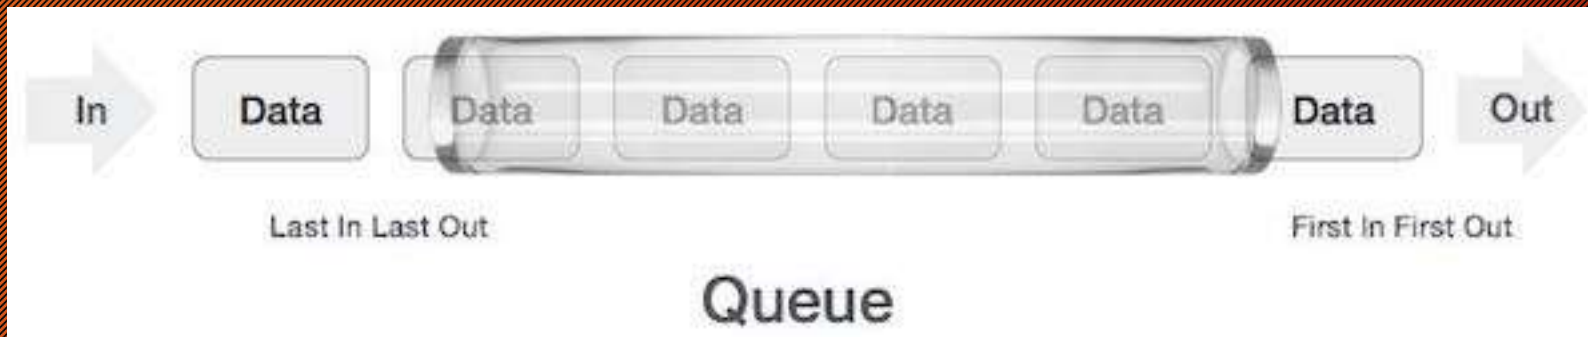 In Data Data Data Data Data Data Out
Last In Last Out First In First Out
Queue